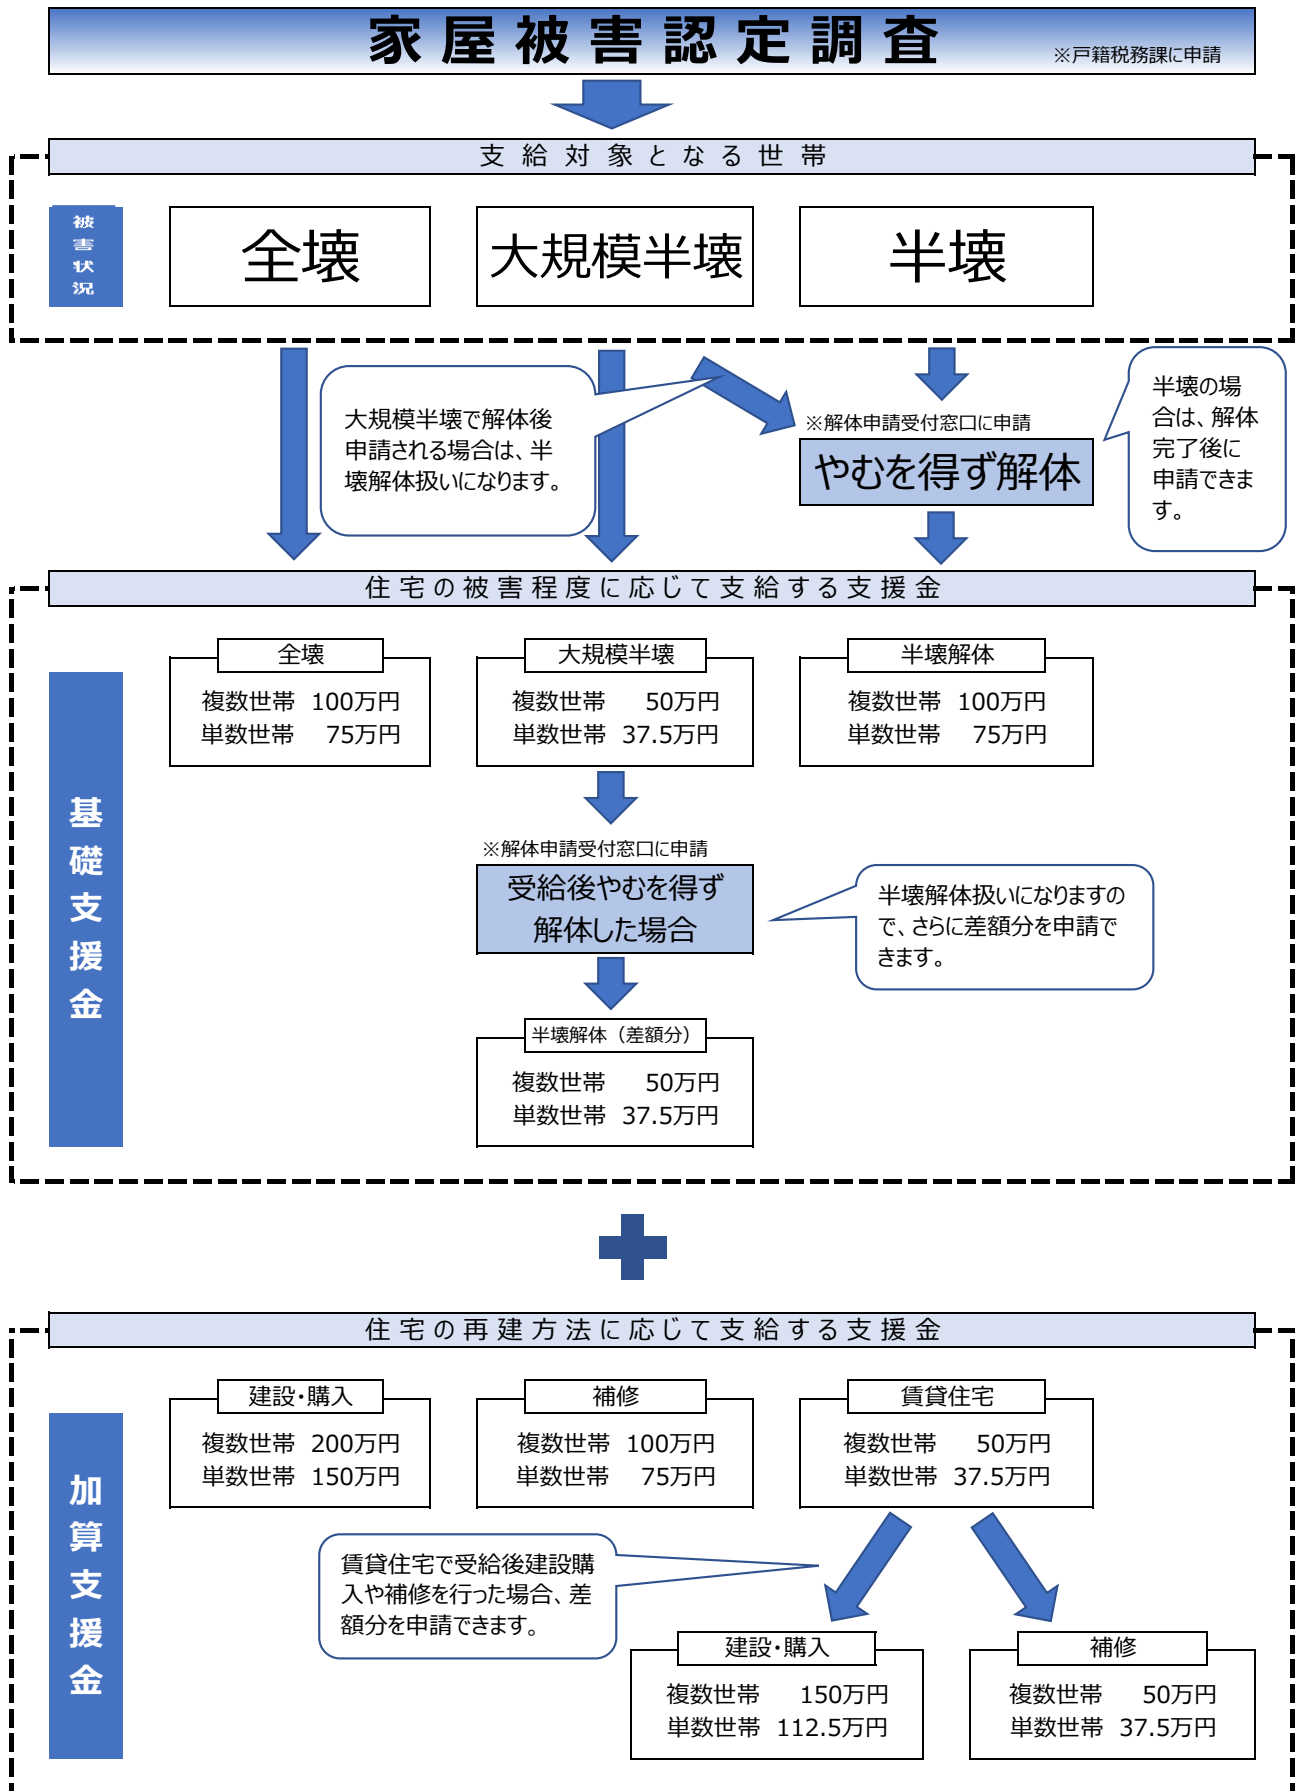 家屋被害認定調査
※戸籍税務課に申請
支給対象となる世帯
被害状況
全壊
大規模半壊
半壊
大規模半壊で解体後
申請される場合は、半
壊解体扱いになります。
※解体申請受付窓口に申請
やむを得ず解体
半壊の場
合は、解体
完了後に
申請できま
す。
住宅の被害程度に応じて支給する支援金
基礎支援金
全壊
複数世帯 100万円
単数世帯 75万円
大規模半壊
複数世帯 50万円
単数世帯 37.5万円
半壊解体
複数世帯 100万円
単数世帯 75万円
※解体申請受付窓口に申請
受給後やむを得ず
解体した場合
半壊解体扱いになりますの
で、さらに差額分を申請で
きます。
半壊解体（差額分）
複数世帯 50万円
単数世帯 37.5万円
住宅の再建方法に応じて支給する支援金
加算支援金
建設・購入
複数世帯 200万円
単数世帯 150万円
補修
複数世帯 100万円
単数世帯 75万円
賃貸住宅
複数世帯 50万円
単数世帯 37.5万円
賃貸住宅で受給後建設購
入や補修を行った場合、差
額分を申請できます。
建設・購入
複数世帯 150万円
単数世帯 112.5万円
補修
複数世帯 50万円
単数世帯 37.5万円